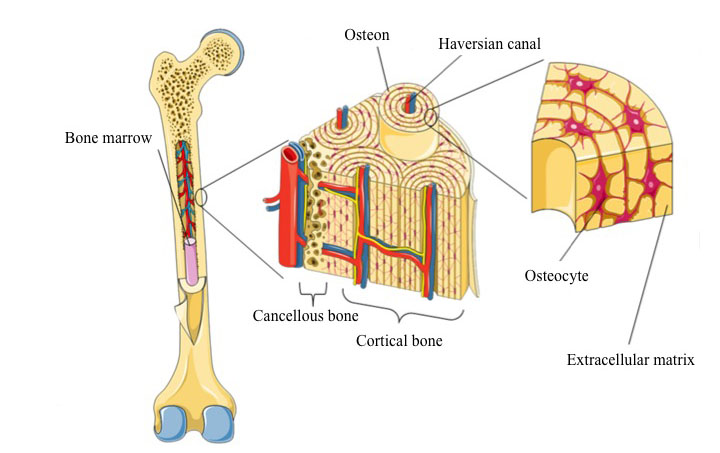 Osteon
Haversian canal
Bone marrow
Osteocyte
Cancellous bone
Cortical bone
Extracellular matrix